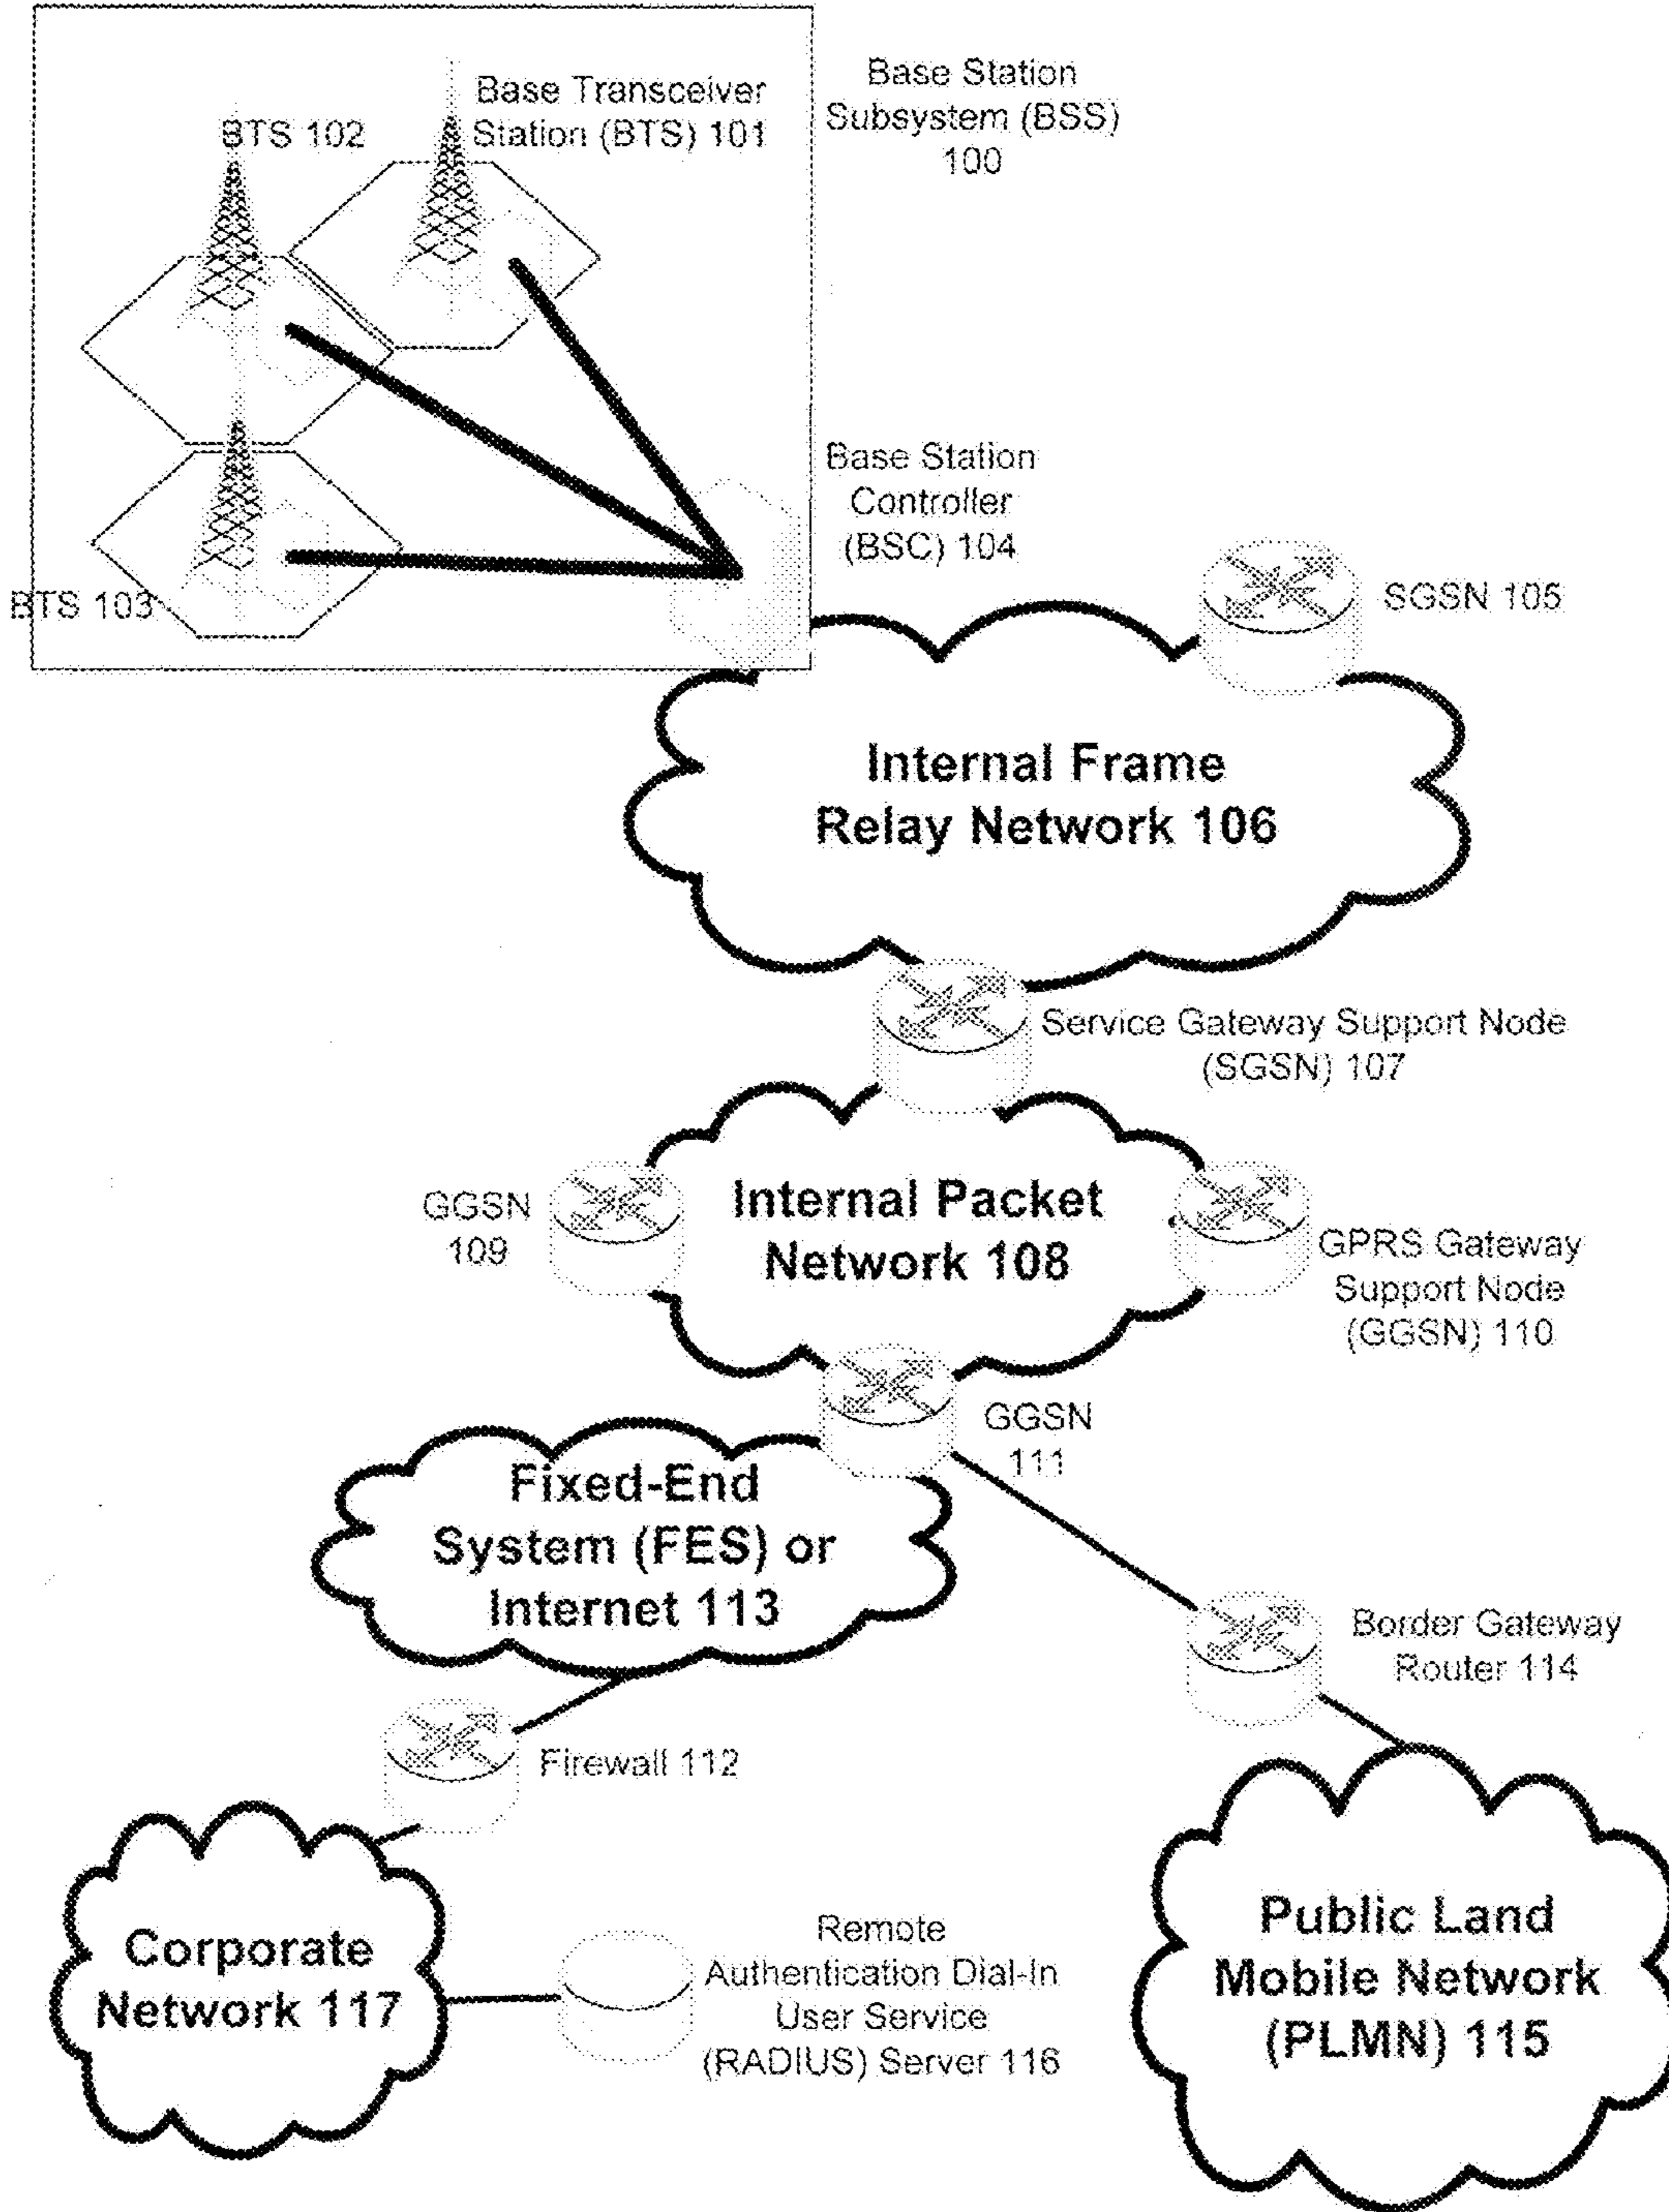 Base Transceiver
Station (BTS) 101
BTS 102
Base Station
Subsystem (BSS)
100
BTS 103
Base Station
Controller
(BSC) 104
SGSN 105
Internal Frame
Relay Network 106
Service Gateway Support Node
(SGSN) 107
GGSN
109
Internal Packet
Network 108
GPRS Gateway
Support Node
(GGSN) 110
GGSN
111
Fixed-End
System (FES) or
Internet 113
Border Gateway
Router 114
Firewall 112
Corporate
Network 117
Remote
Authentication Dial-In
User Service
(RADIUS) Server 116
Public Land
Mobile Network
(PLMN) 115